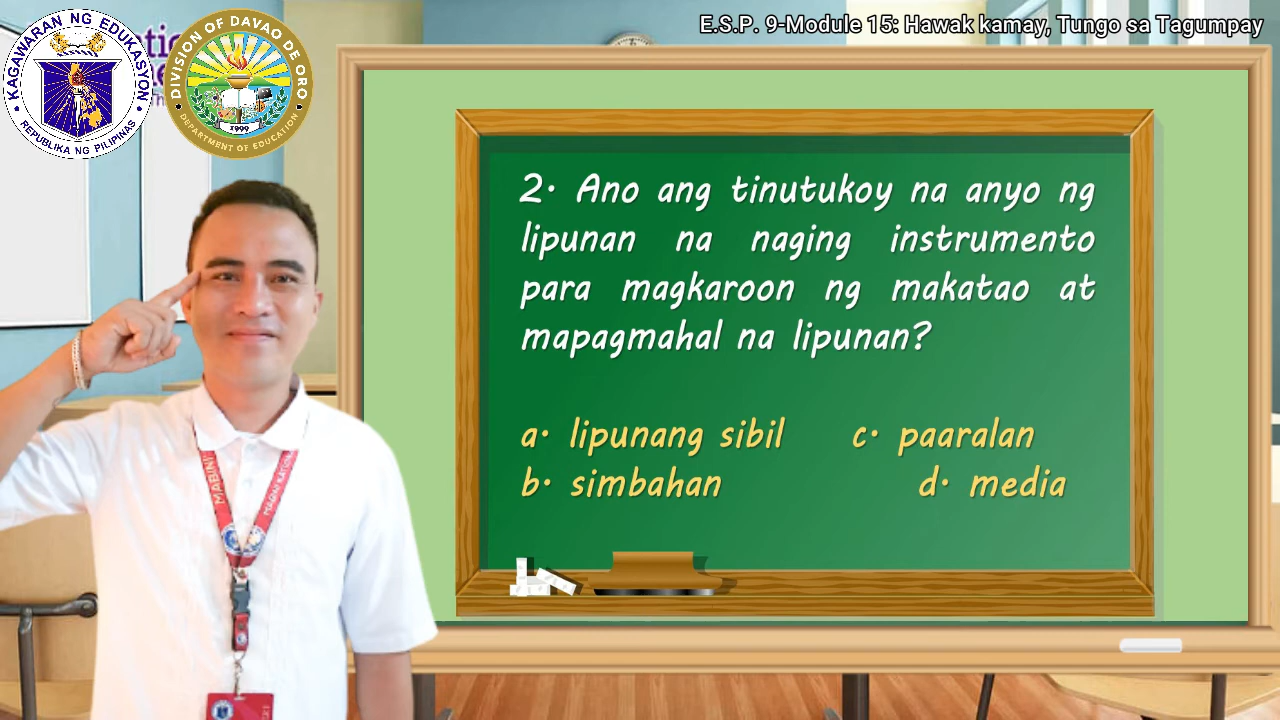 E.S.P. 9-Module 15: Hawak kamay, Tungo sa Tagumpay
KAGAWARAN NG EDUKASYON
REPUBLIKA NG PILIPINAS
DIVISION OF DAVAO DE ORO
1998
DEPARTMENT OF EDUCATION
2. Ano ang tinutukoy na anyo ng
lipunan na naging instrumento
para magkaroon ng makatao at
mapagmahal na lipunan?
a. lipunang sibil c. paaralan
b. simbahan d. media
MABINI